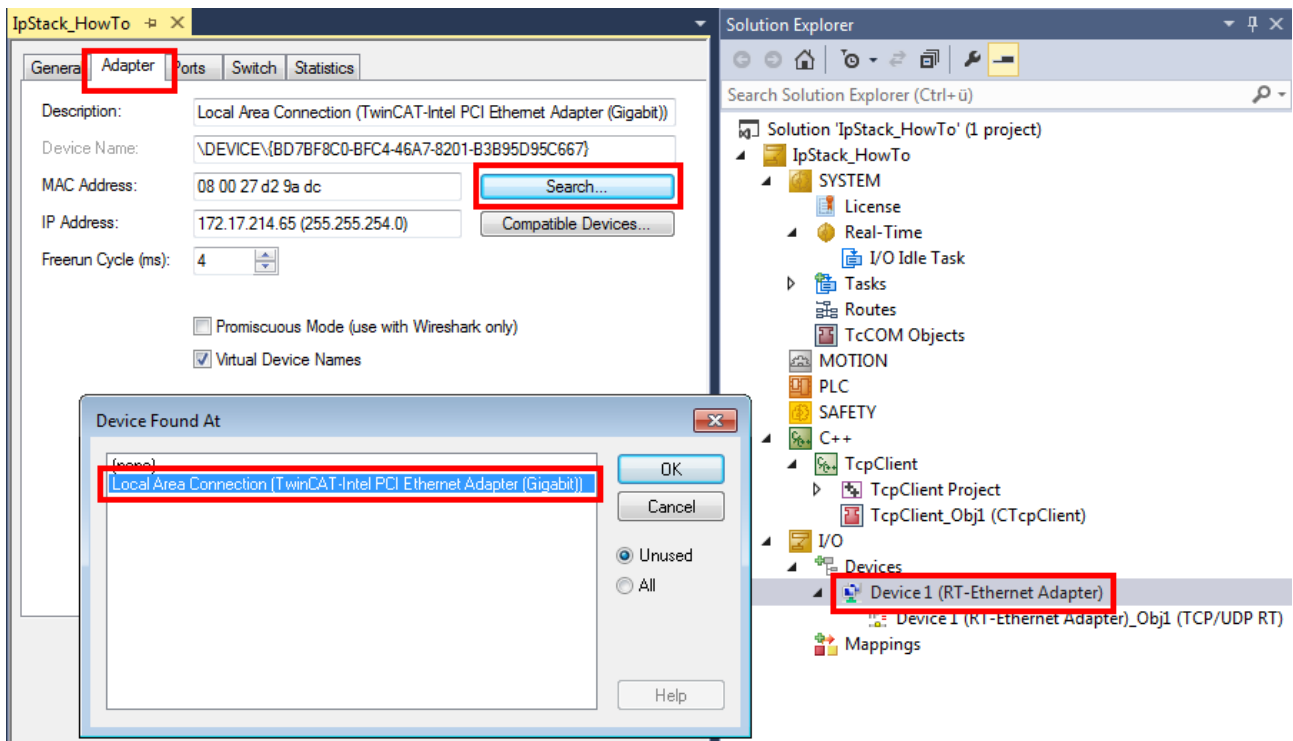 IpStack_HowTo
General Adapter Ports Switch Statistics
Description: Local Area Connection (TwinCAT-Intel PCI Ethernet Adapter (Gigabit))
Device Name: \DEVICE\{BD7BF8C0-BFC4-46A7-8201-B3B95D95C667}
MAC Address: 08 00 27 d2 9a dc Search...
IP Address: 172.17.214.65 (255.255.254.0) Compatible Devices...
Freerun Cycle (ms): 4
Promiscuous Mode (use with Wireshark only)
Virtual Device Names
Device Found At
(none)
Local Area Connection (TwinCAT-Intel PCI Ethernet Adapter (Gigabit))
OK
Cancel
Unused
All
Help
Solution Explorer
Search Solution Explorer (Ctrl+ü)
Solution 'IpStack_HowTo' (1 project)
IpStack_HowTo
SYSTEM
License
Real-Time
I/O Idle Task
Tasks
Routes
TcCOM Objects
MOTION
PLC
SAFETY
C++
TcpClient
TcpClient Project
TcpClient_Obj1 (CTcpClient)
I/O
Devices
Device 1 (RT-Ethernet Adapter)
Device 1 (RT-Ethernet Adapter)_Obj1 (TCP/UDP RT)
Mappings